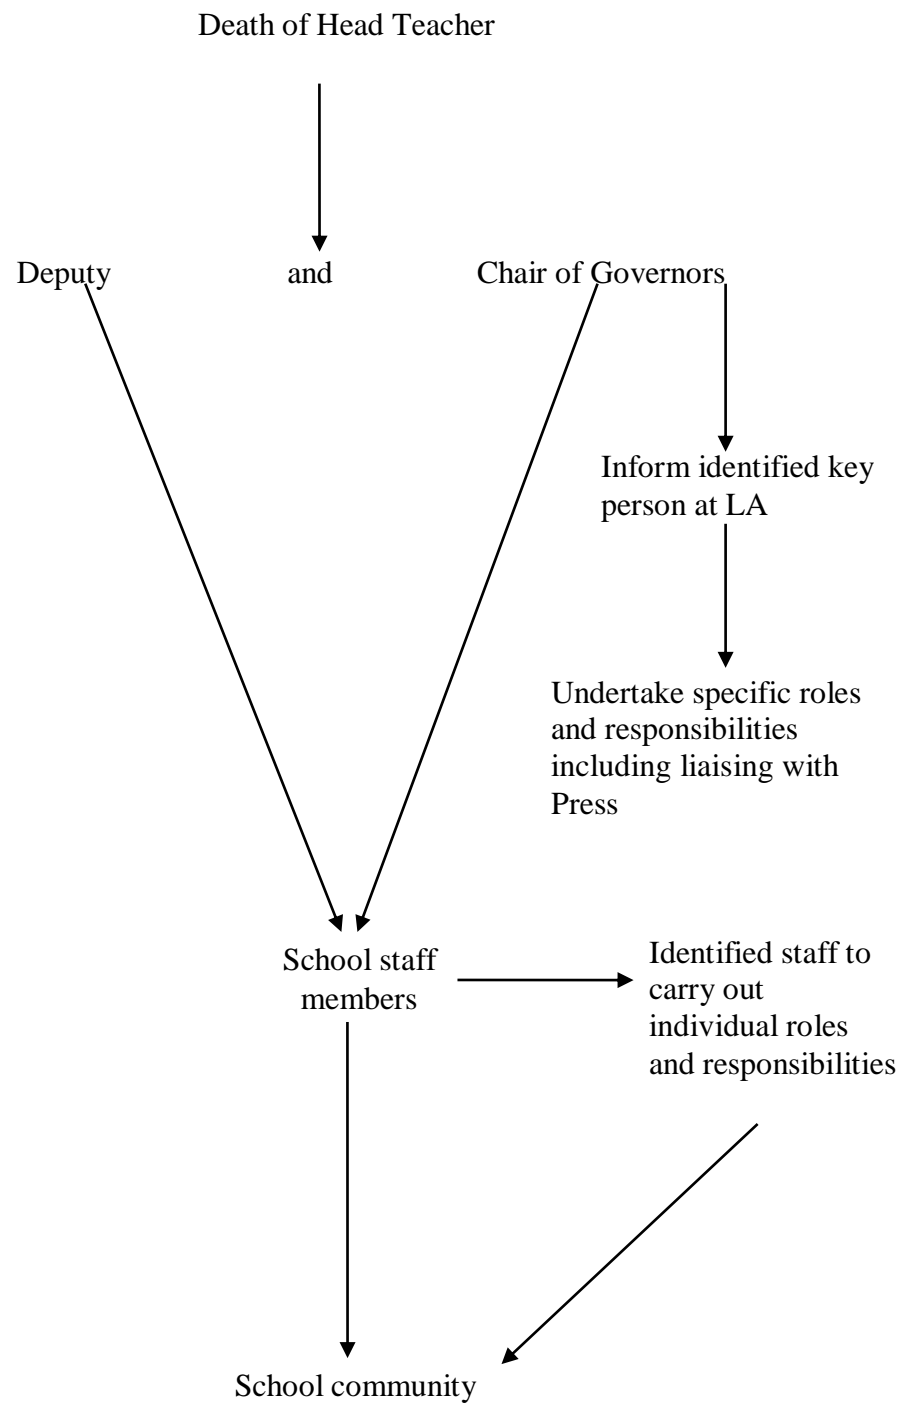 Death of Head Teacher
Deputy and Chair of Governors
Inform identified key
person at LA
Undertake specific roles
and responsibilities
including liaising with
Press
School staff
members
Identified staff to
carry out
individual roles
and responsibilities
School community